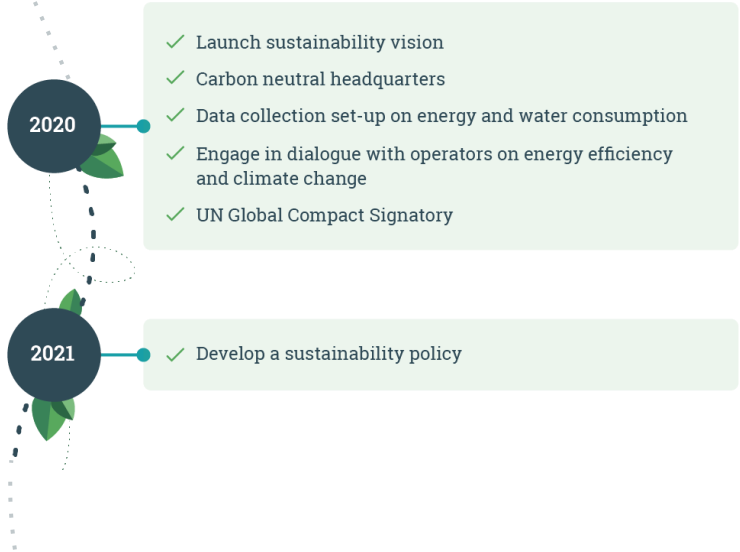 2020
Launch sustainability vision
Carbon neutral headquarters
Data collection set-up on energy and water consumption
Engage in dialogue with operators on energy efficiency
and climate change
UN Global Compact Signatory
2021
Develop a sustainability policy